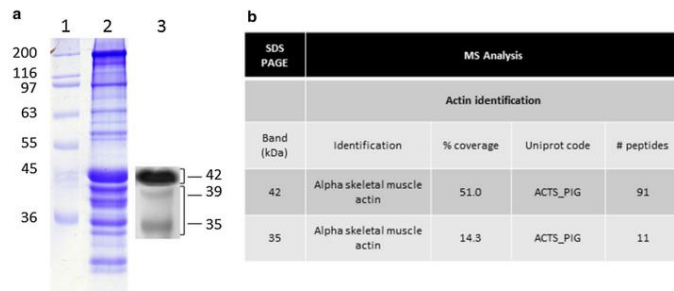 a
1 2 3
200
116
97
63
55
45
36
42
39
35
b
SDS PAGE MS Analysis
Actin identification
Band (kDa) Identification % coverage Uniprot code # peptides
42 Alpha skeletal muscle actin 51.0 ACTS_PIG 91
35 Alpha skeletal muscle actin 14.3 ACTS_PIG 11